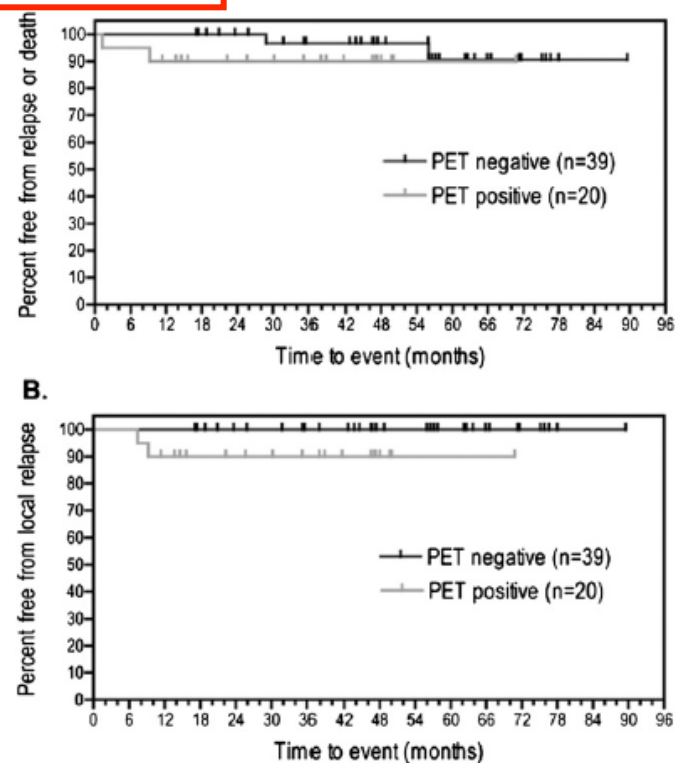 Percent free from relapse or death
100
90
80
70
60
50
40
30
20
10
0
PET negative (n=39)
PET positive (n=20)
0 6 12 18 24 30 36 42 48 54 60 66 72 78 84 90 96
Time to event (months)
B.
Percent free from local relapse
100
90
80
70
60
50
40
30
20
10
0
PET negative (n=39)
PET positive (n=20)
0 6 12 18 24 30 36 42 48 54 60 66 72 78 84 90 96
Time to event (months)